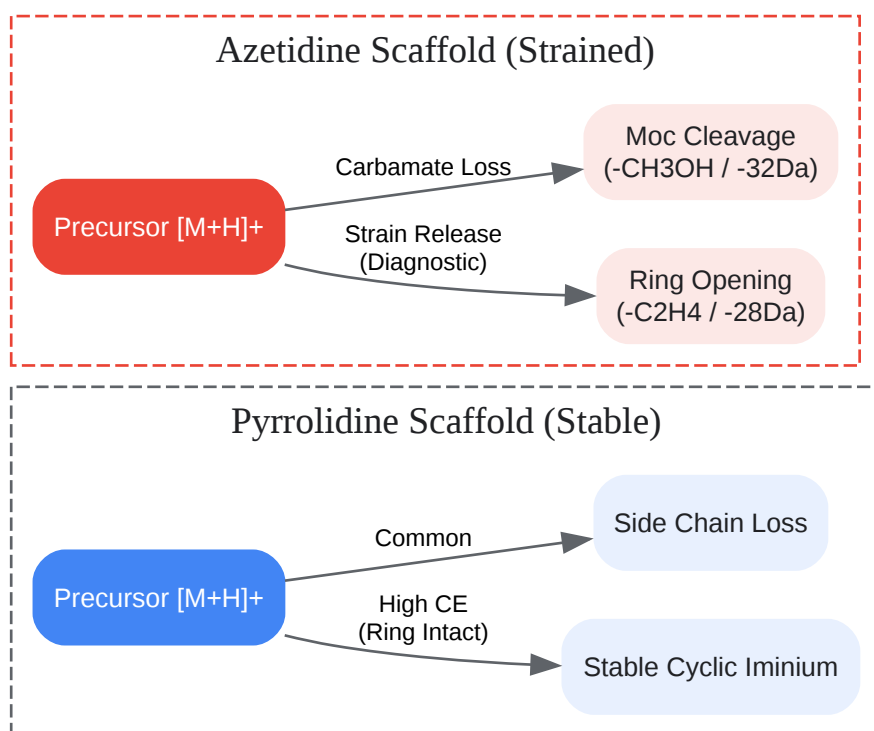 Azetidine Scaffold (Strained)
Precursor [M+H]+
Carbamate Loss
Moc Cleavage
(-CH3OH / -32Da)
Strain Release
(Diagnostic)
Ring Opening
(-C2H4 / -28Da)
Pyrrolidine Scaffold (Stable)
Precursor [M+H]+
Common
Side Chain Loss
High CE
(Ring Intact)
Stable Cyclic Iminium